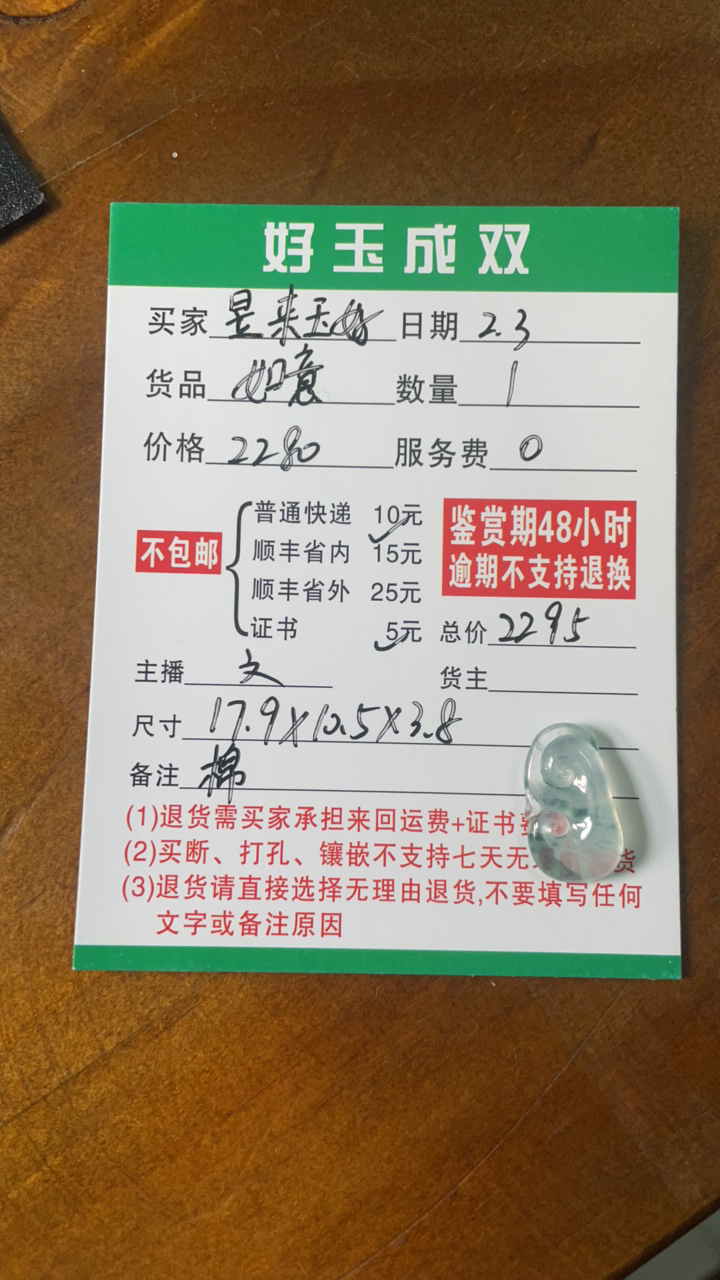 好玉成双
买家 昱来玉好 日期 2.3
货品 如意 数量 1
价格 2280 服务费 0
不包邮
普通快递 10元
顺丰省内 15元
顺丰省外 25元
证书 5元
鉴赏期48小时
逾期不支持退换
总价 2295
主播 文 货主
尺寸 17.9X10.5X3.8
备注 棉
(1)退货需买家承担来回运费+证书
(2)买断、打孔、镶嵌不支持七天无 货
(3)退货请直接选择无理由退货,不要填写任何
文字或备注原因